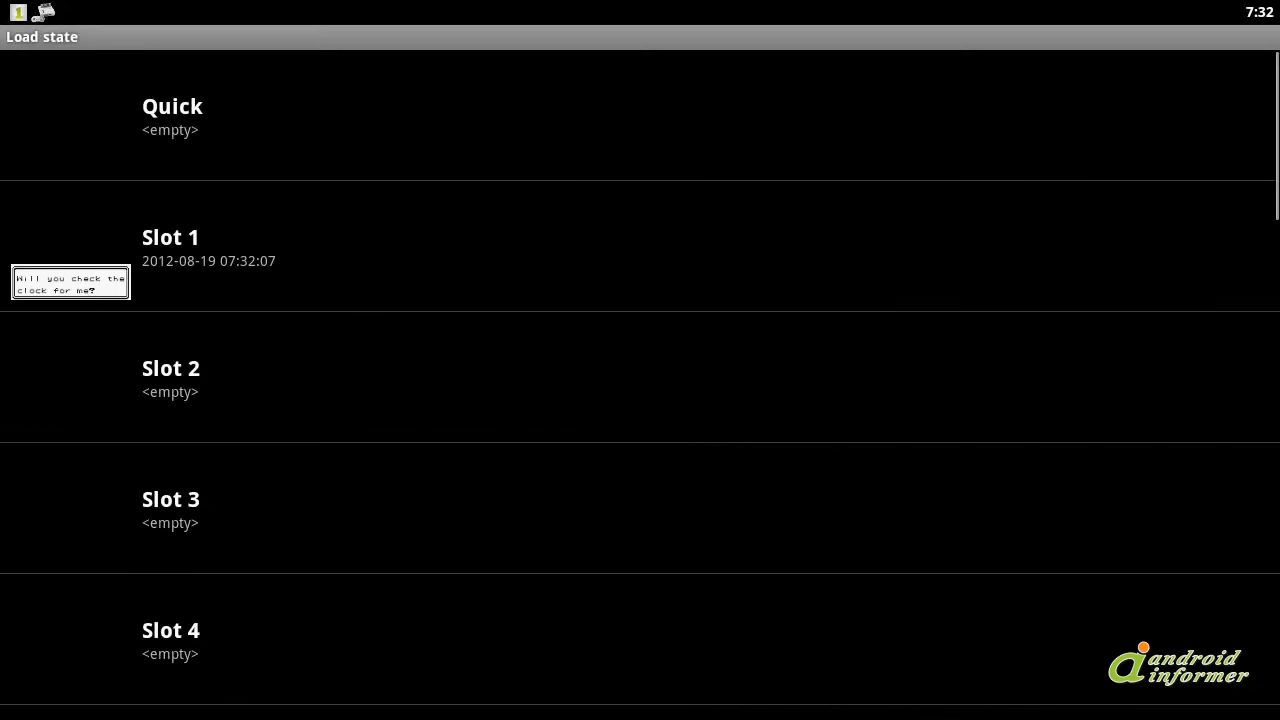 1
7:32
Load state
Quick
<empty>
Slot 1
2012-08-19 07:32:07
Will you check the
clock for me?
Slot 2
<empty>
Slot 3
<empty>
Slot 4
<empty>
android
informer